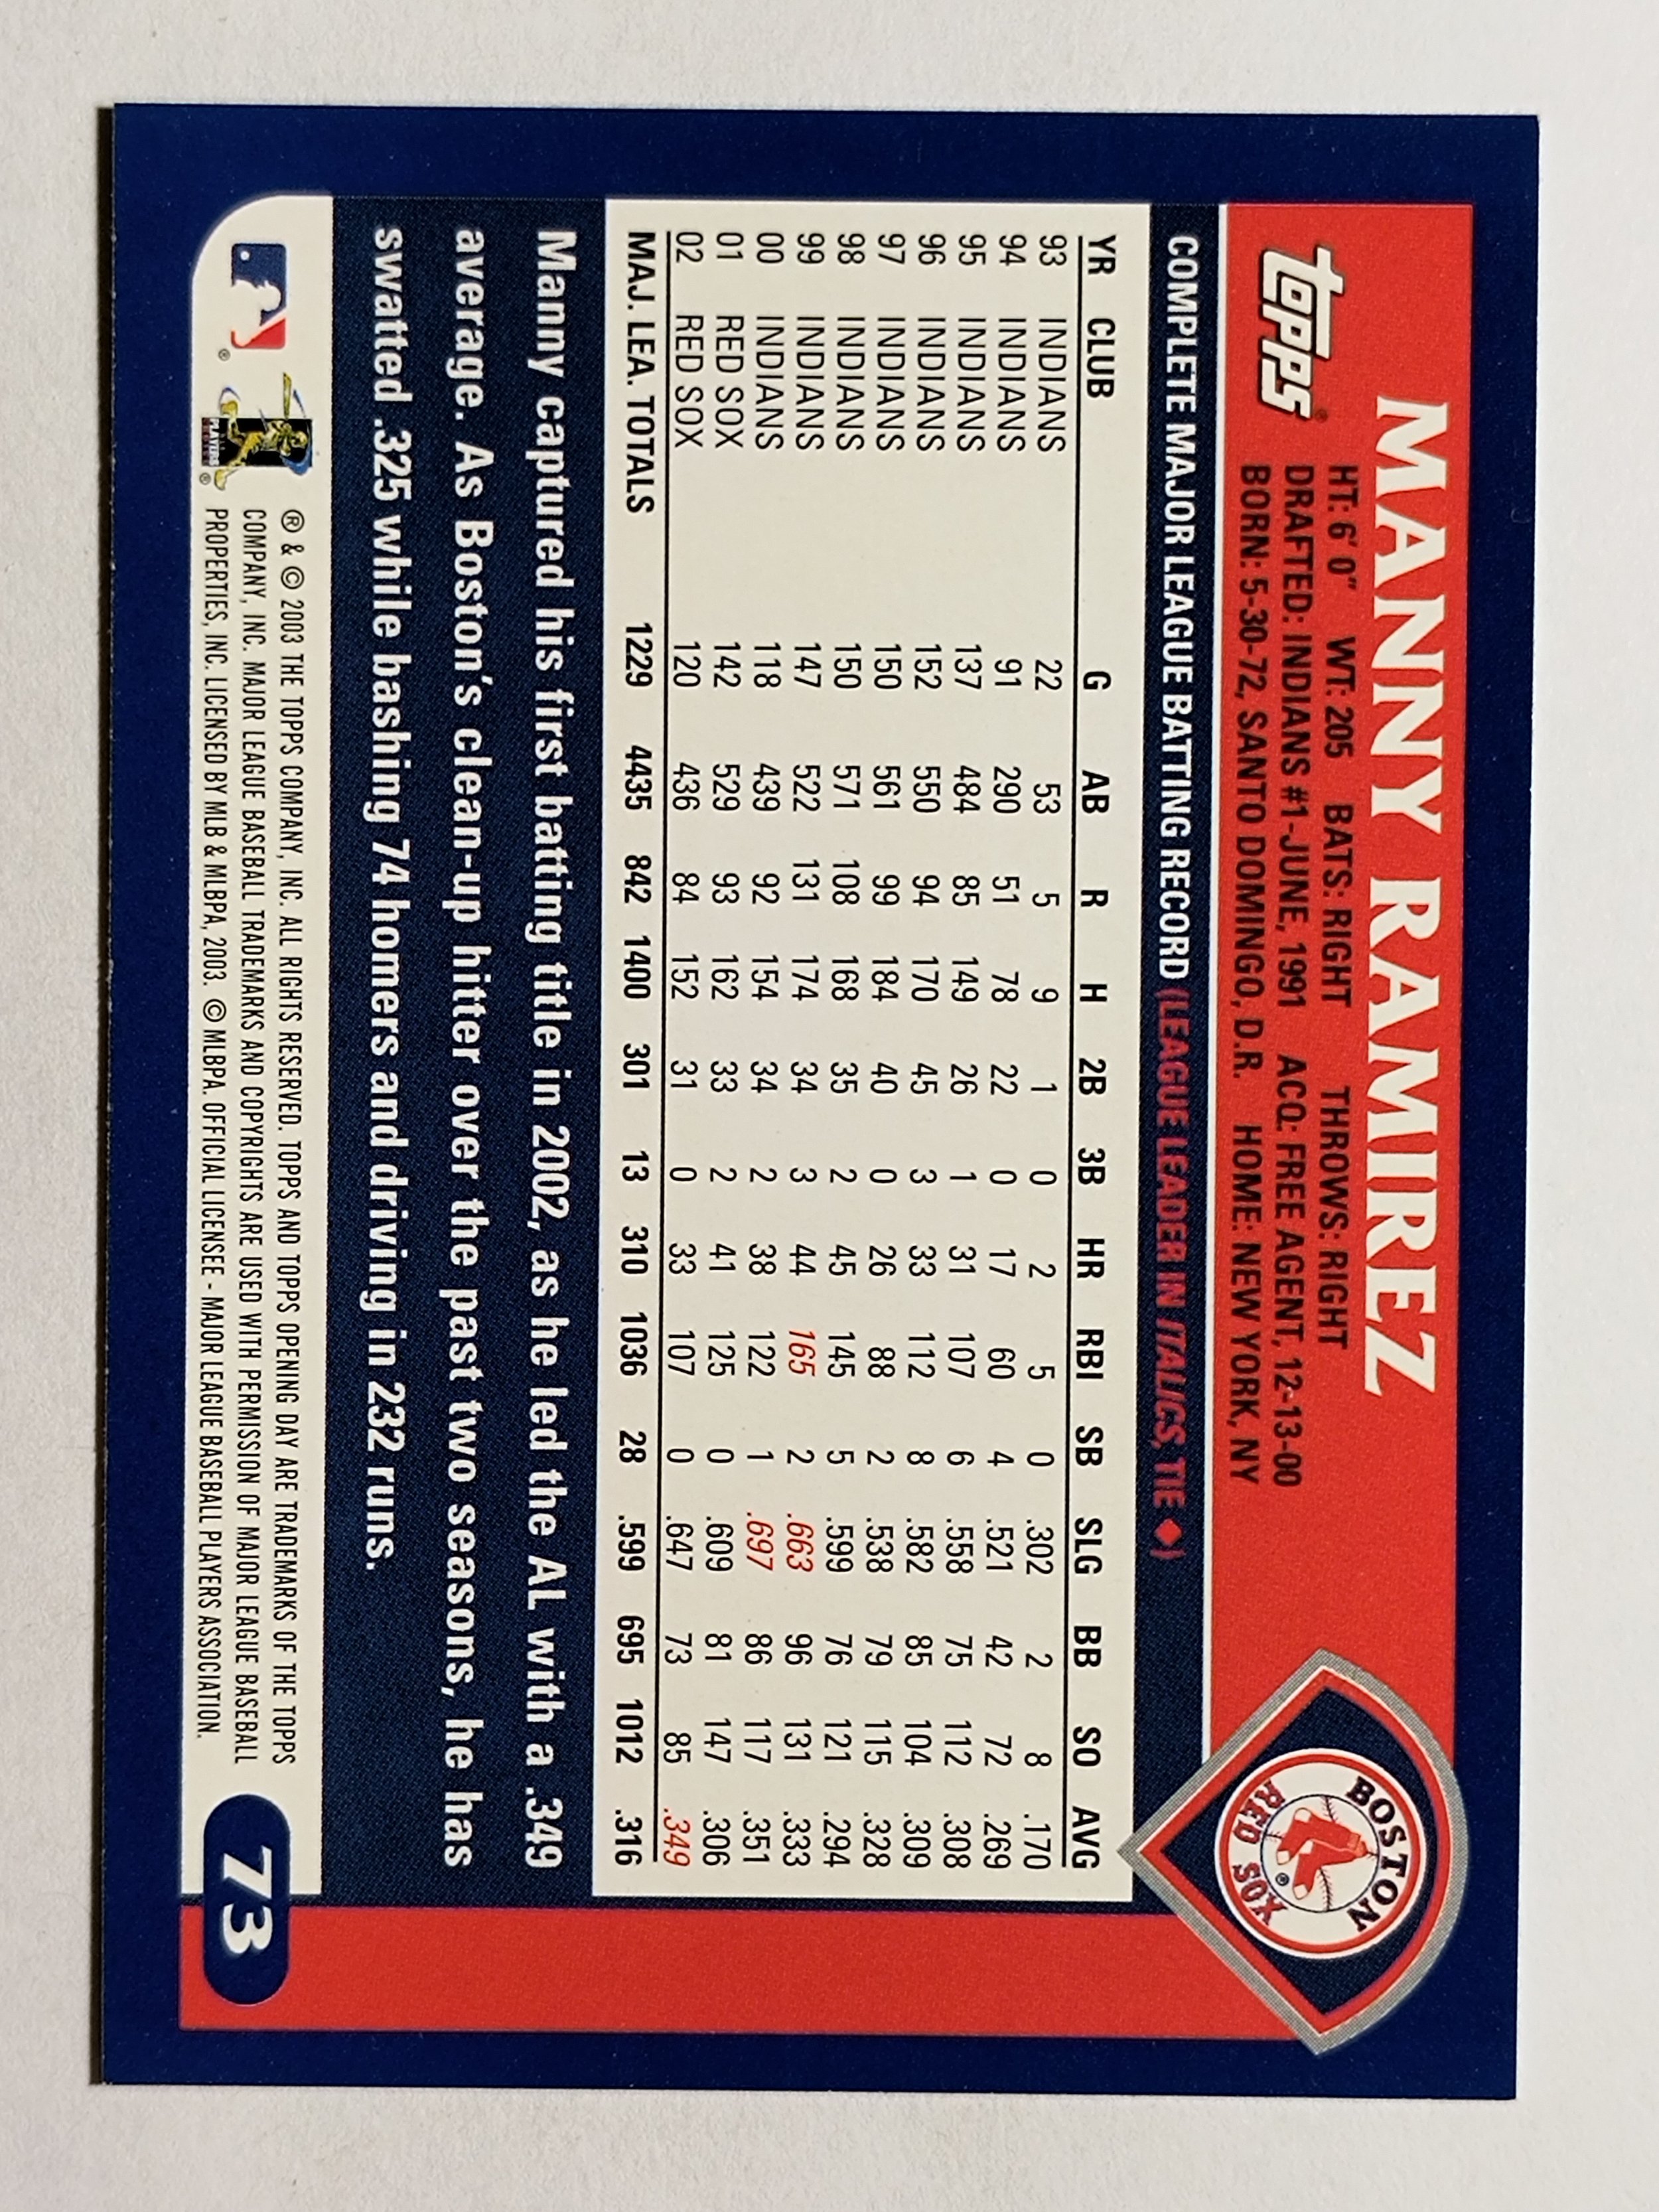 MANNY RAMIREZ
topps®
HT: 6' 0" WT: 205 BATS: RIGHT THROWS: RIGHT
DRAFTED: INDIANS #1-JUNE, 1991 ACQ: FREE AGENT, 12-13-00
BORN: 5-30-72, SANTO DOMINGO, D.R. HOME: NEW YORK, NY
BOSTON
RED SOX ®
COMPLETE MAJOR LEAGUE BATTING RECORD (LEAGUE LEADER IN ITALICS, TIE ◆)
YR CLUB G AB R H 2B 3B HR RBI SB SLG BB SO AVG
93 INDIANS 22 53 5 9 1 0 2 5 0 .302 2 8 .170
94 INDIANS 91 290 51 78 22 0 17 60 4 .521 42 72 .269
95 INDIANS 137 484 85 149 26 1 31 107 6 .558 75 112 .308
96 INDIANS 152 550 94 170 45 3 33 112 8 .582 85 104 .309
97 INDIANS 150 561 99 184 40 0 26 88 2 .538 79 115 .328
98 INDIANS 150 571 108 168 35 2 45 145 5 .599 76 121 .294
99 INDIANS 147 522 131 174 34 3 44 165 2 .663 96 131 .333
00 INDIANS 118 439 92 154 34 2 38 122 1 .697 86 117 .351
01 RED SOX 142 529 93 162 33 2 41 125 0 .609 81 147 .306
02 RED SOX 120 436 84 152 31 0 33 107 0 .647 73 85 .349
MAJ. LEA. TOTALS 1229 4435 842 1400 301 13 310 1036 28 .599 695 1012 .316
Manny captured his first batting title in 2002, as he led the AL with a .349
average. As Boston's clean-up hitter over the past two seasons, he has
swatted .325 while bashing 74 homers and driving in 232 runs.
® & © 2003 THE TOPPS COMPANY, INC. ALL RIGHTS RESERVED. TOPPS AND TOPPS OPENING DAY ARE TRADEMARKS OF THE TOPPS
COMPANY, INC. MAJOR LEAGUE BASEBALL TRADEMARKS AND COPYRIGHTS ARE USED WITH PERMISSION OF MAJOR LEAGUE BASEBALL
PROPERTIES, INC. LICENSED BY MLB & MLBPA, 2003. © MLBPA. OFFICIAL LICENSEE - MAJOR LEAGUE BASEBALL PLAYERS ASSOCIATION.
73